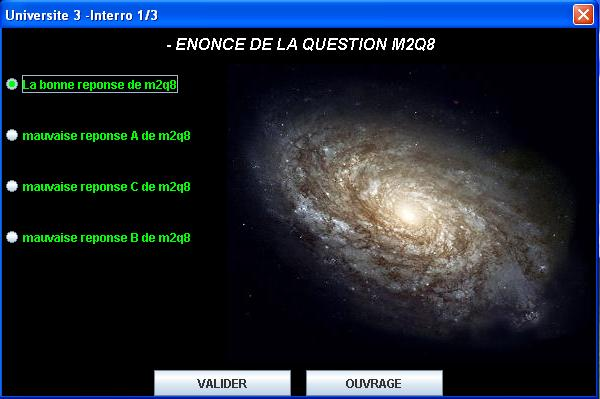 Universite 3 -Interro 1/3
- ENONCE DE LA QUESTION M2Q8
La bonne reponse de m2q8
mauvaise reponse A de m2q8
mauvaise reponse C de m2q8
mauvaise reponse B de m2q8
VALIDER OUVRAGE